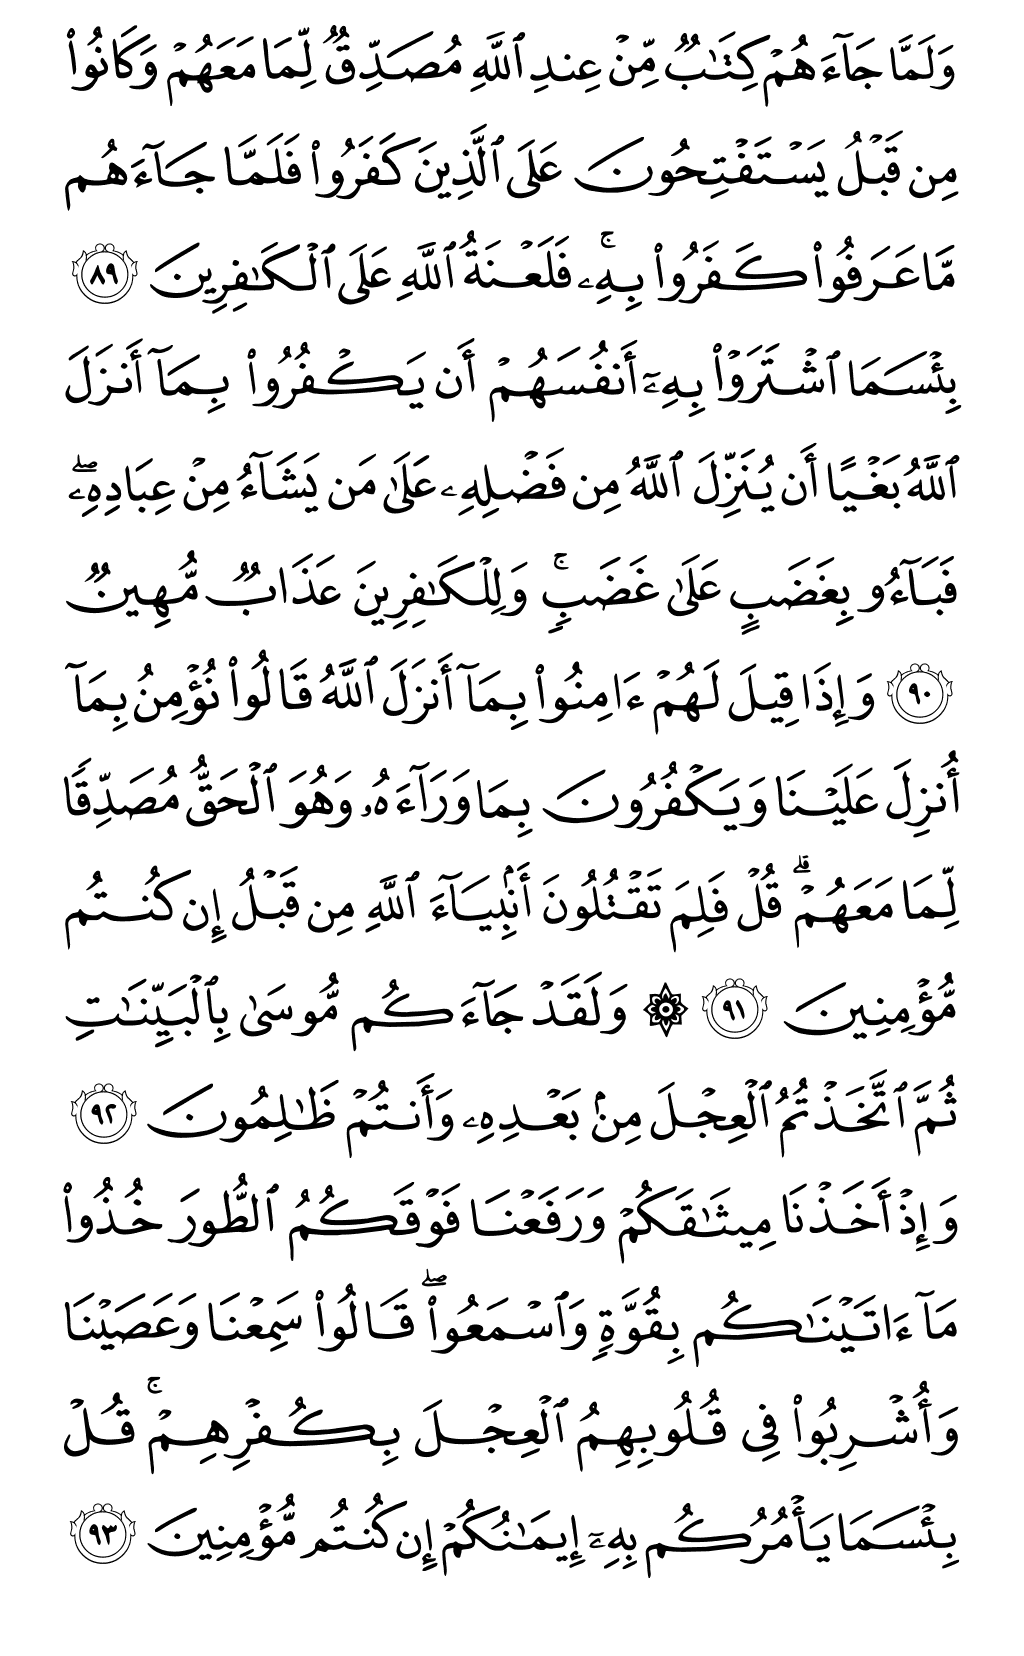 وَلَمَّا جَآءَهُمْ كِتَٰبٌ مِّنْ عِندِ ٱللَّهِ مُصَدِّقٌ لِّمَا مَعَهُمْ وَكَانُوا۟
مِن قَبْلُ يَسْتَفْتِحُونَ عَلَى ٱلَّذِينَ كَفَرُوا۟ فَلَمَّا جَآءَهُم
مَّا عَرَفُوا۟ كَفَرُوا۟ بِهِۦ ۚ فَلَعْنَةُ ٱللَّهِ عَلَى ٱلْكَٰفِرِينَ ٨٩
بِئْسَمَا ٱشْتَرَوْا۟ بِهِۦٓ أَنفُسَهُمْ أَن يَكْفُرُوا۟ بِمَآ أَنزَلَ
ٱللَّهُ بَغْيًا أَن يُنَزِّلَ ٱللَّهُ مِن فَضْلِهِۦ عَلَىٰ مَن يَشَآءُ مِنْ عِبَادِهِۦ ۖ
فَبَآءُو بِغَضَبٍ عَلَىٰ غَضَبٍ ۚ وَلِلْكَٰفِرِينَ عَذَابٌ مُّهِينٌ
٩٠ وَإِذَا قِيلَ لَهُمْ ءَامِنُوا۟ بِمَآ أَنزَلَ ٱللَّهُ قَالُوا۟ نُؤْمِنُ بِمَآ
أُنزِلَ عَلَيْنَا وَيَكْفُرُونَ بِمَا وَرَآءَهُۥ وَهُوَ ٱلْحَقُّ مُصَدِّقًا
لِّمَا مَعَهُمْ ۗ قُلْ فَلِمَ تَقْتُلُونَ أَنۢبِيَآءَ ٱللَّهِ مِن قَبْلُ إِن كُنتُم
مُّؤْمِنِينَ ٩١ ۞ وَلَقَدْ جَآءَكُم مُّوسَىٰ بِٱلْبَيِّنَٰتِ
ثُمَّ ٱتَّخَذْتُمُ ٱلْعِجْلَ مِنۢ بَعْدِهِۦ وَأَنتُمْ ظَٰلِمُونَ ٩٢
وَإِذْ أَخَذْنَا مِيثَٰقَكُمْ وَرَفَعْنَا فَوْقَكُمُ ٱلطُّورَ خُذُوا۟
مَآ ءَاتَيْنَٰكُم بِقُوَّةٍ وَٱسْمَعُوا۟ ۖ قَالُوا۟ سَمِعْنَا وَعَصَيْنَا
وَأُشْرِبُوا۟ فِى قُلُوبِهِمُ ٱلْعِجْلَ بِكُفْرِهِمْ ۚ قُلْ
بِئْسَمَا يَأْمُرُكُم بِهِۦٓ إِيمَٰنُكُمْ إِن كُنتُم مُّؤْمِنِينَ ٩٣